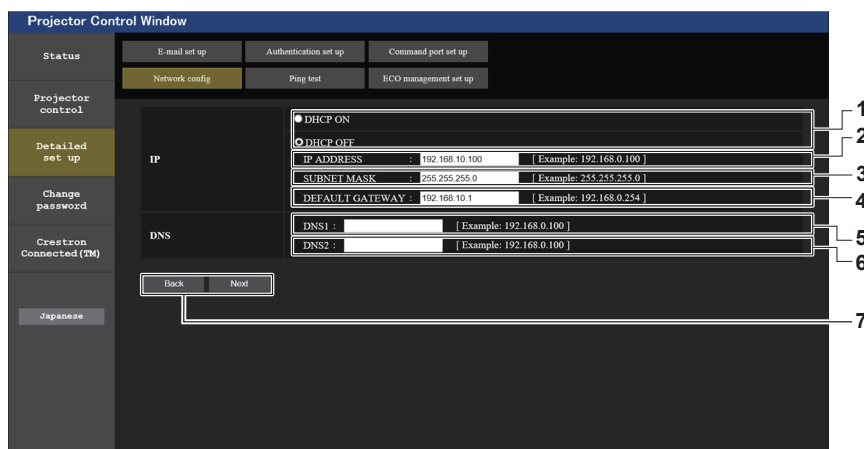 Projector Control Window
Status
E-mail set up
Authentication set up
Command port set up
Network config
Ping test
ECO management set up
Projector
control
Detailed
set up
Change
password
Crestron
Connected(TM)
Japanese
IP
DHCP ON
DHCP OFF
IP ADDRESS : 192.168.10.100 [ Example: 192.168.0.100 ]
SUBNET MASK : 255.255.255.0 [ Example: 255.255.255.0 ]
DEFAULT GATEWAY : 192.168.10.1 [ Example: 192.168.0.254 ]
DNS
DNS1 : [ Example: 192.168.0.100 ]
DNS2 : [ Example: 192.168.0.100 ]
Back
Next
1
2
3
4
5
6
7